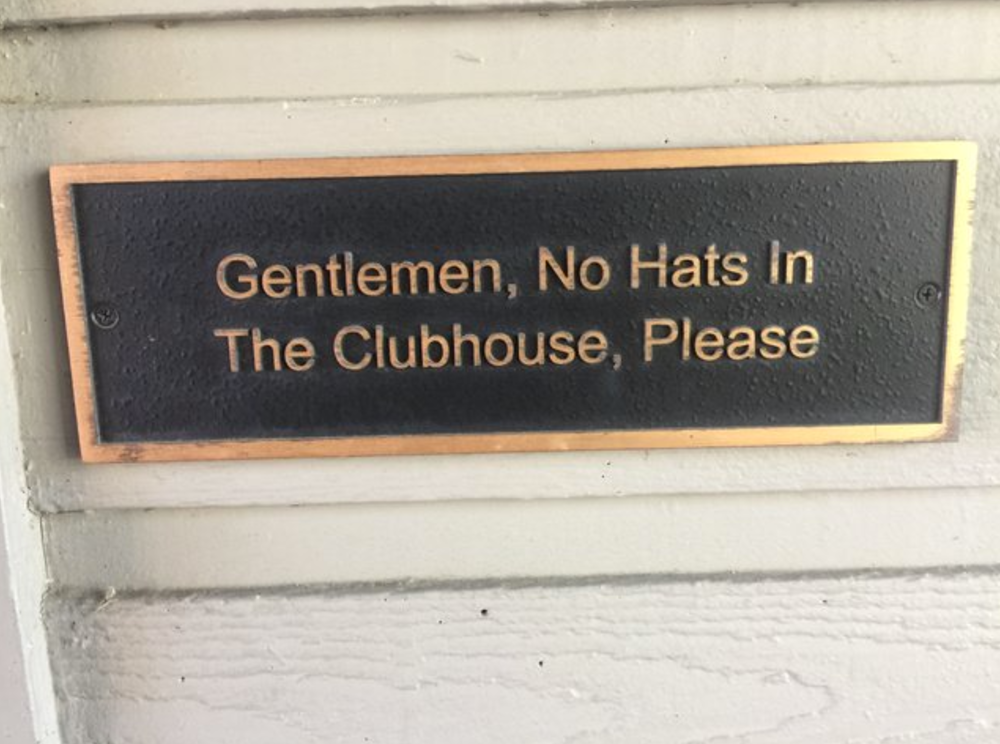 Gentlemen, No Hats In
The Clubhouse, Please